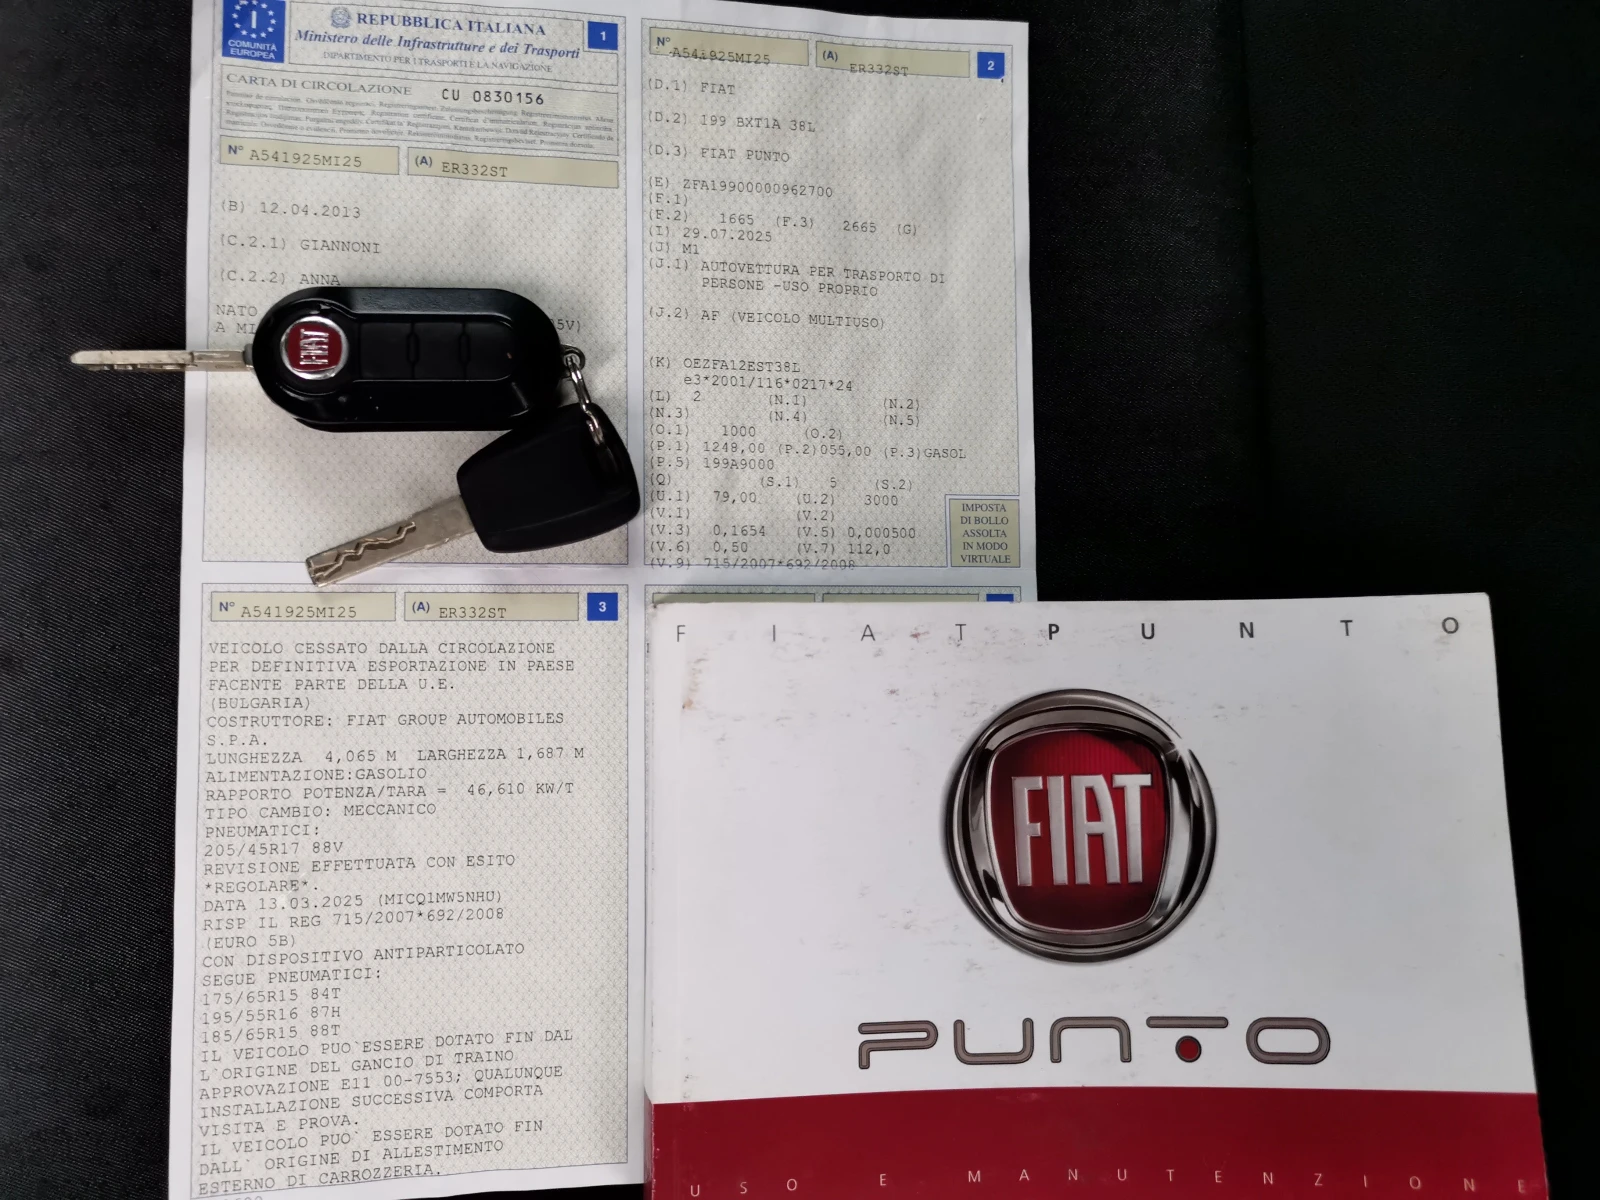 I
COMUNITÀ
EUROPEA
REPUBBLICA ITALIANA
1
Ministero delle Infrastrutture e dei Trasporti
DIPARTIMENTO PER I TRASPORTI E LA NAVIGAZIONE
CARTA DI CIRCOLAZIONE CU 0830156
N° A541925MI25 (A) ER332ST
(B) 12.04.2013
(C.2.1) GIANNONI
(C.2.2) ANNA
NATO
A MI
5V)
FIAT
N° A541925MI25 (A) ER332ST 2
(D.1) FIAT
(D.2) 199 BXT1A 38L
(D.3) FIAT PUNTO
(E) ZFA19900000962700
(F.1)
(F.2) 1665 (F.3) 2665 (G)
(I) 29.07.2025
(J) M1
(J.1) AUTOVETTURA PER TRASPORTO DI
PERSONE -USO PROPRIO
(J.2) AF (VEICOLO MULTIUSO)
(K) OEZFA12EST38L
e3*2001/116*0217*24
(L) 2 (N.1) (N.2)
(N.3) (N.4) (N.5)
(O.1) 1000 (O.2)
(P.1) 1248,00 (P.2)055,00 (P.3)GASOL
(P.5) 199A9000
(Q) (S.1) 5 (S.2)
(U.1) 79,00 (U.2) 3000
(V.1) (V.2)
(V.3) 0,1654 (V.5) 0,000500
(V.6) 0,50 (V.7) 112,0
(V.9) 715/2007*692/2008
IMPOSTA
DI BOLLO
ASSOLTA
IN MODO
VIRTUALE
N° A541925MI25 (A) ER332ST 3
VEICOLO CESSATO DALLA CIRCOLAZIONE
PER DEFINITIVA ESPORTAZIONE IN PAESE
FACENTE PARTE DELLA U.E.
(BULGARIA)
COSTRUTTORE: FIAT GROUP AUTOMOBILES
S.P.A.
LUNGHEZZA 4,065 M LARGHEZZA 1,687 M
ALIMENTAZIONE:GASOLIO
RAPPORTO POTENZA/TARA = 46,610 KW/T
TIPO CAMBIO: MECCANICO
PNEUMATICI:
205/45R17 88V
REVISIONE EFFETTUATA CON ESITO
*REGOLARE*.
DATA 13.03.2025 (MICQ1MW5NHU)
RISP IL REG 715/2007*692/2008
(EURO 5B)
CON DISPOSITIVO ANTIPARTICOLATO
SEGUE PNEUMATICI:
175/65R15 84T
195/55R16 87H
185/65R15 88T
IL VEICOLO PUO`ESSERE DOTATO FIN DAL
L`ORIGINE DEL GANCIO DI TRAINO
APPROVAZIONE E11 00-7553; QUALUNQUE
INSTALLAZIONE SUCCESSIVA COMPORTA
VISITA E PROVA.
IL VEICOLO PUO` ESSERE DOTATO FIN
DALL` ORIGINE DI ALLESTIMENTO
ESTERNO DI CARROZZERIA.
FIAT PUNTO
FIAT
PUNTO
USO E MANUTENZIONE